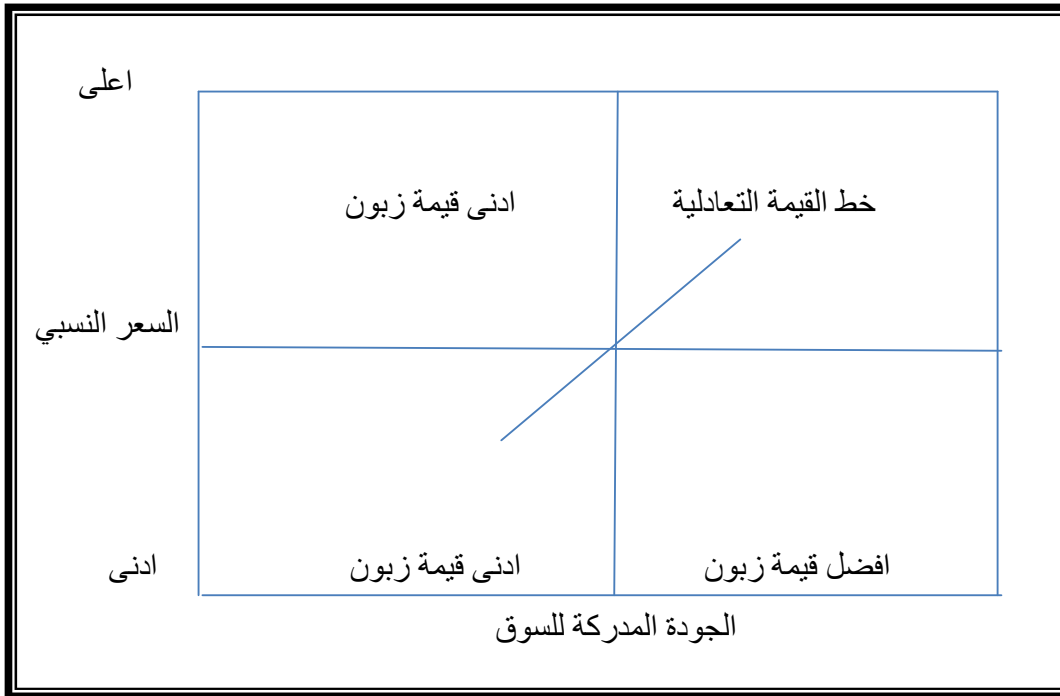 اعلى
ادنى قيمة زبون
خط القيمة التعادلية
السعر النسبي
ادنى
ادنى قيمة زبون
افضل قيمة زبون
الجودة المدركة للسوق